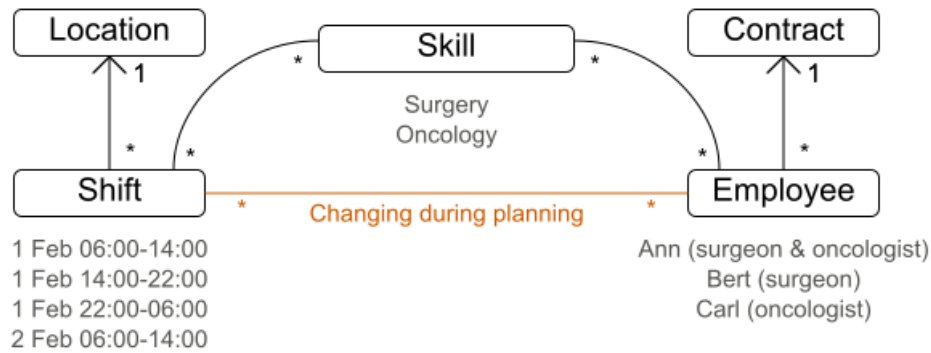 Location
Skill
Contract
1
*
*
1
Surgery
Oncology
*
*
*
*
Shift
Employee
*
Changing during planning
*
1 Feb 06:00-14:00
1 Feb 14:00-22:00
1 Feb 22:00-06:00
2 Feb 06:00-14:00
Ann (surgeon & oncologist)
Bert (surgeon)
Carl (oncologist)